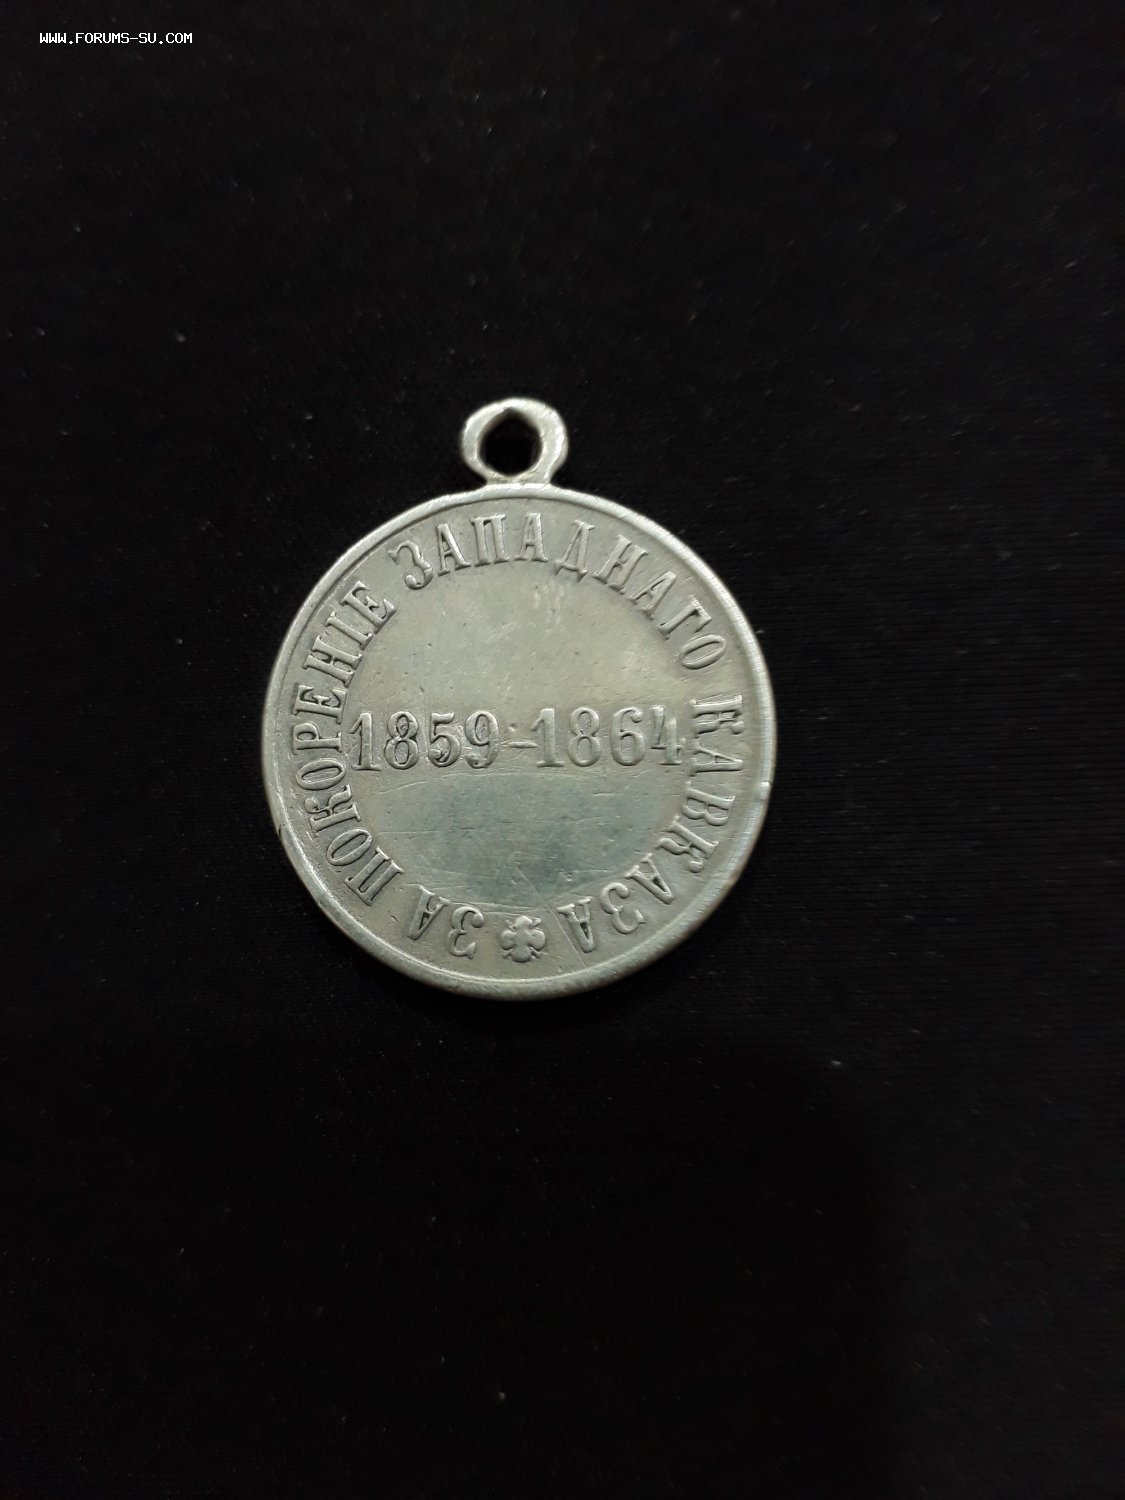 WWW.FORUMS-SU.COM
ЗА ПОКОРЕНІЕ ЗАПАДНАГО КАВКАЗА
1859-1864